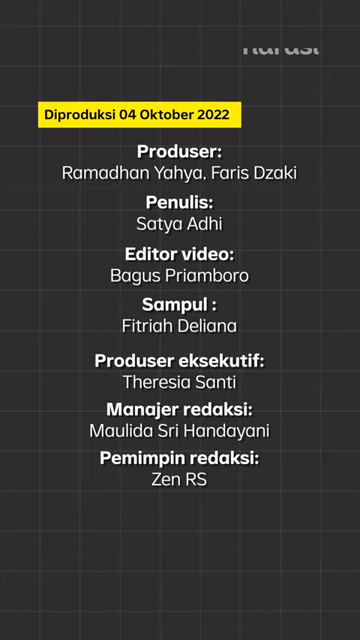 Diproduksi 04 Oktober 2022
Produser:
Ramadhan Yahya, Faris Dzaki
Penulis:
Satya Adhi
Editor video:
Bagus Priamboro
Sampul :
Fitriah Deliana
Produser eksekutif:
Theresia Santi
Manajer redaksi:
Maulida Sri Handayani
Pemimpin redaksi:
Zen RS